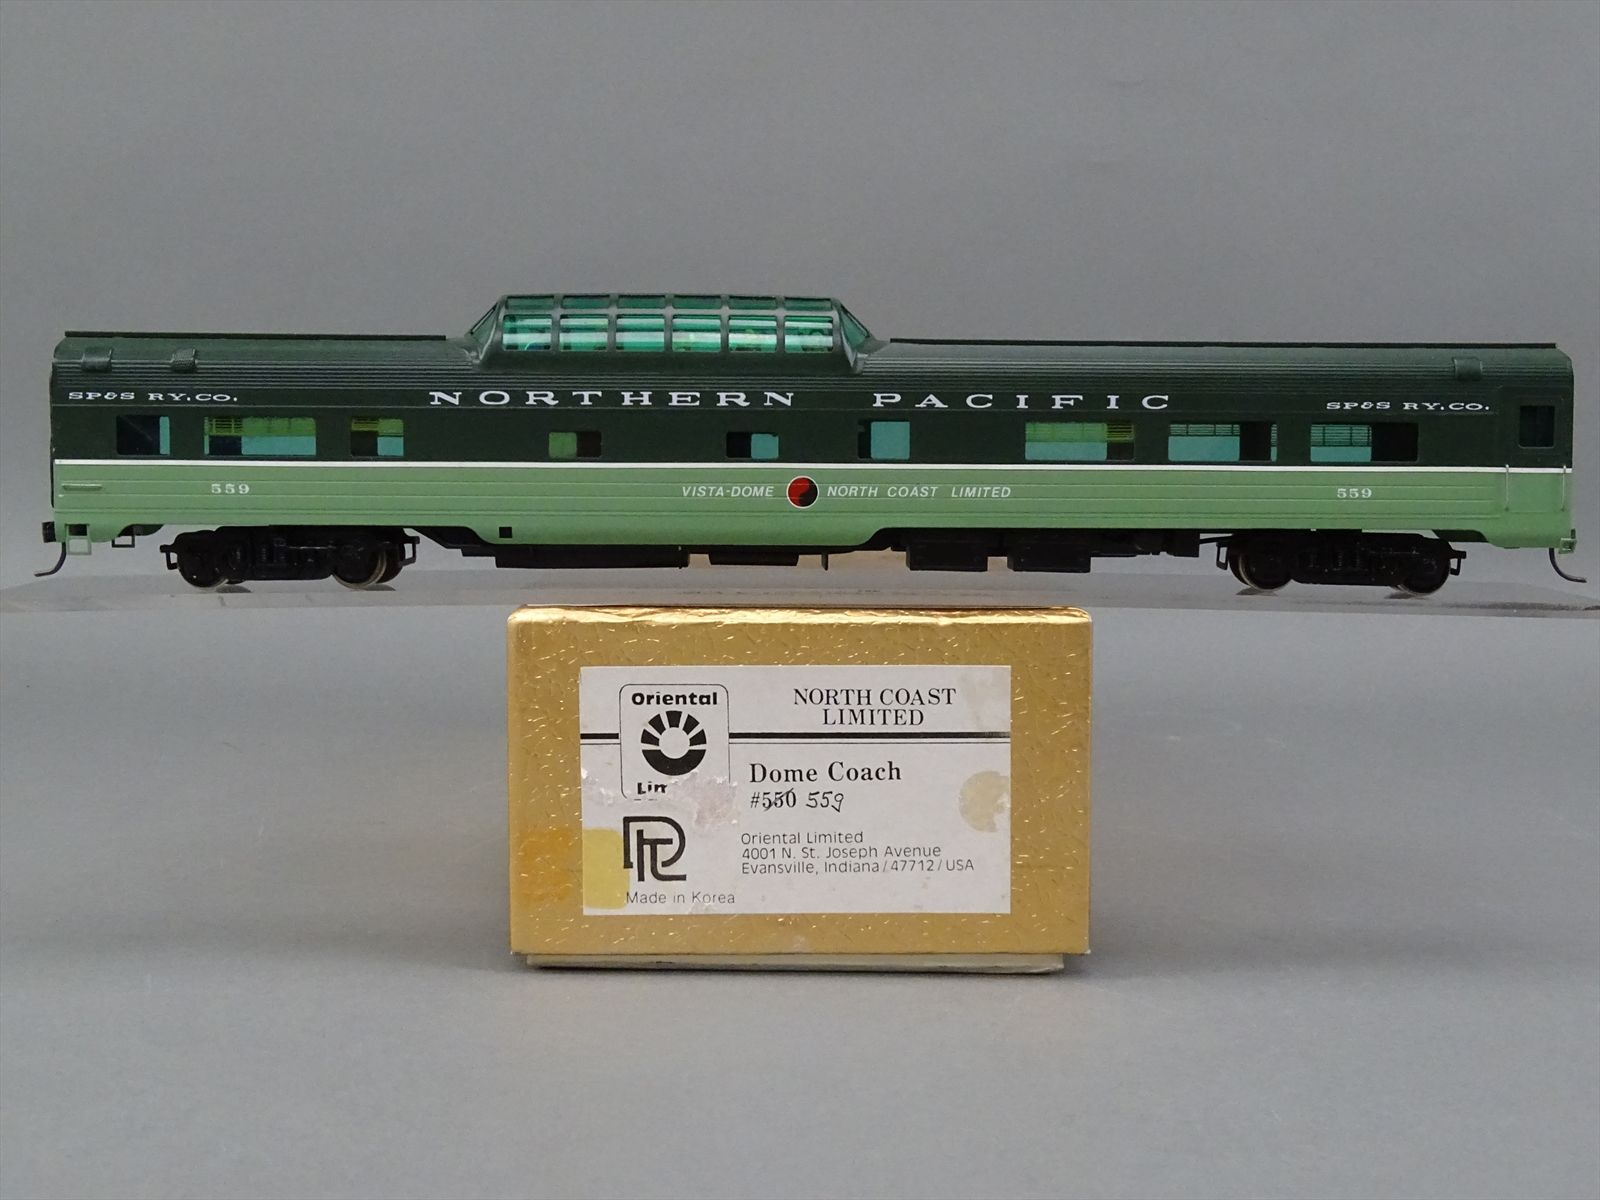 SP&S RY.CO.
NORTHERN PACIFIC
SP&S RY.CO.
559
VISTA-DOME NORTH COAST LIMITED
559
Oriental
NORTH COAST
LIMITED
Dome Coach
#550 559
Oriental Limited
4001 N. St. Joseph Avenue
Evansville, Indiana/47712/USA
Made in Korea